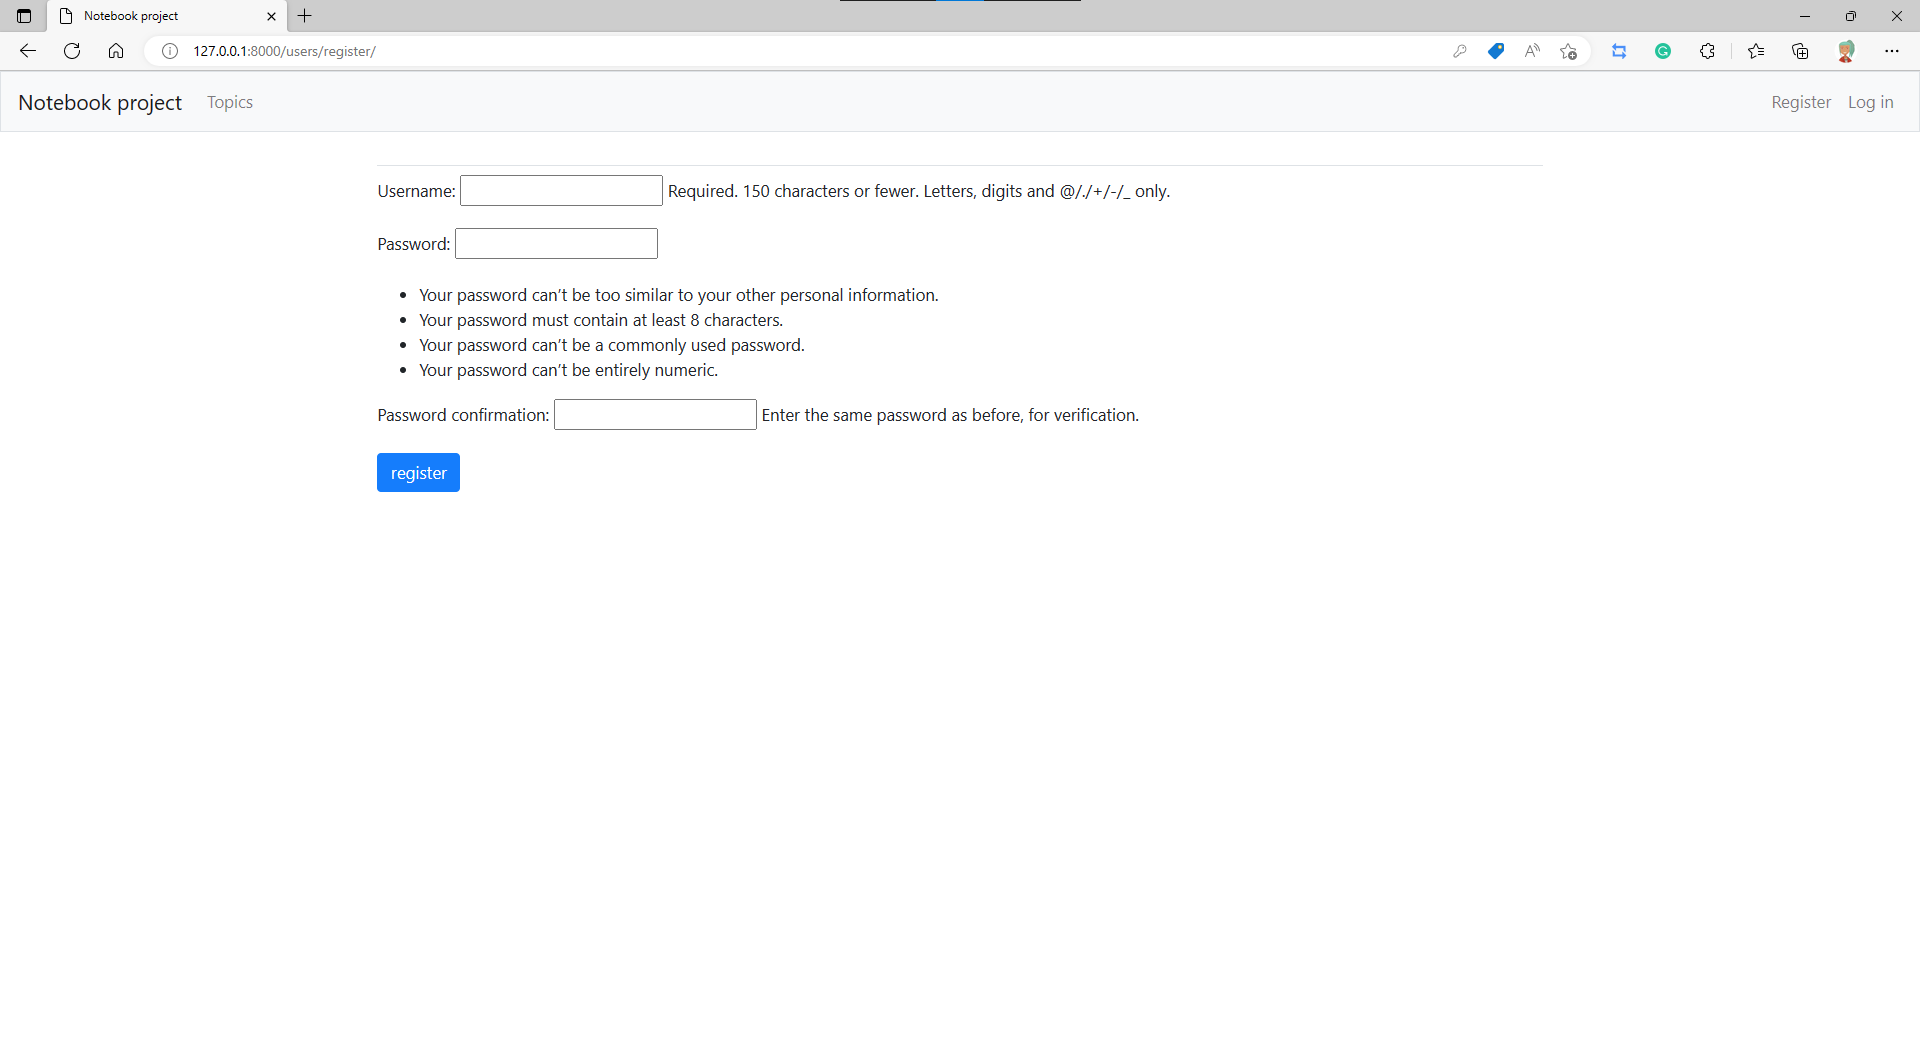 Notebook project
127.0.0.1:8000/users/register/
Notebook project Topics Register Log in
Username: Required. 150 characters or fewer. Letters, digits and @/./+/-/_ only.
Password:
• Your password can’t be too similar to your other personal information.
• Your password must contain at least 8 characters.
• Your password can’t be a commonly used password.
• Your password can’t be entirely numeric.
Password confirmation: Enter the same password as before, for verification.
register